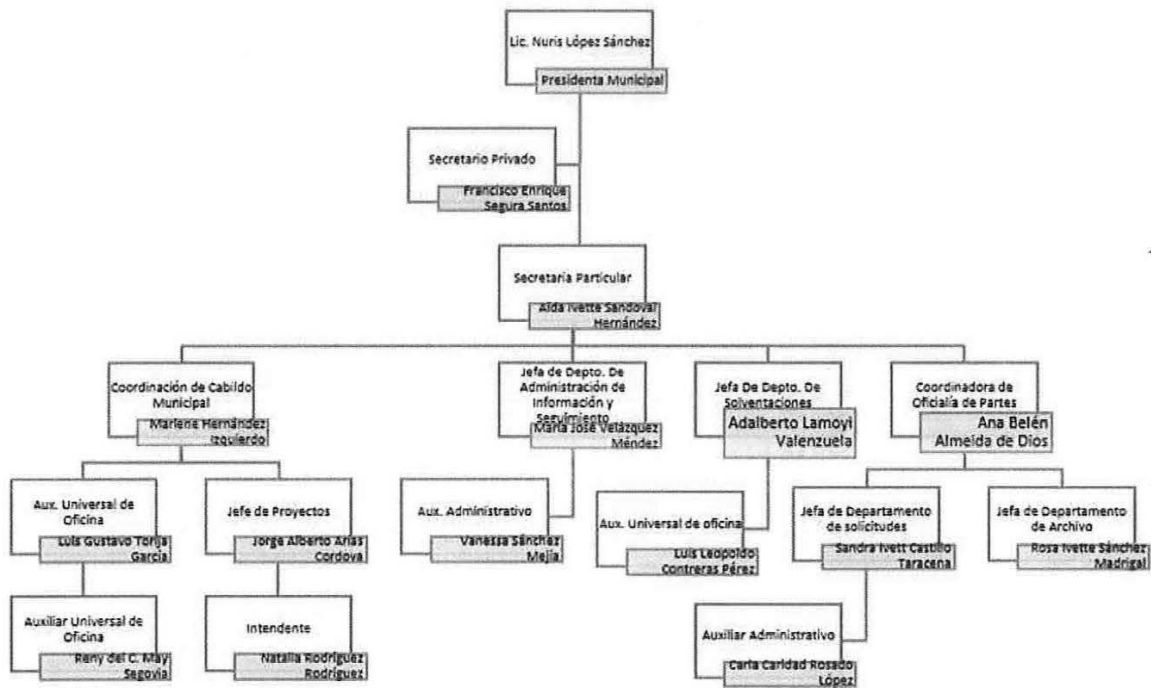 Lic. Nuris López Sánchez
Presidenta Municipal
Secretario Privado
Francisco Enrique
Segura Santos
Secretaría Particular
Aída Ivette Sandoval
Hernández
Coordinación de Cabildo
Municipal
Marlene Hernández
Izquierdo
Jefa de Depto. De
Administración de
Información y
Seguimiento
María José Velázquez
Méndez
Jefa De Depto. De
Solventaciones
Adalberto Lamoyi
Valenzuela
Coordinadora de
Oficialía de Partes
Ana Belén
Almeida de Dios
Aux. Universal de
Oficina
Luis Gustavo Torija
García
Jefe de Proyectos
Jorge Alberto Arias
Cordova
Aux. Administrativo
Vanessa Sánchez
Mejía
Aux. Universal de oficina
Luis Leopoldo
Contreras Pérez
Jefa de Departamento
de solicitudes
Sandra Ivett Castillo
Taracena
Jefa de Departamento
de Archivo
Rosa Ivette Sánchez
Madrigal
Auxiliar Universal de
Oficina
Reny del C. May
Segovia
Intendente
Natalia Rodríguez
Rodríguez
Auxiliar Administrativo
Carla Caridad Rosado
López